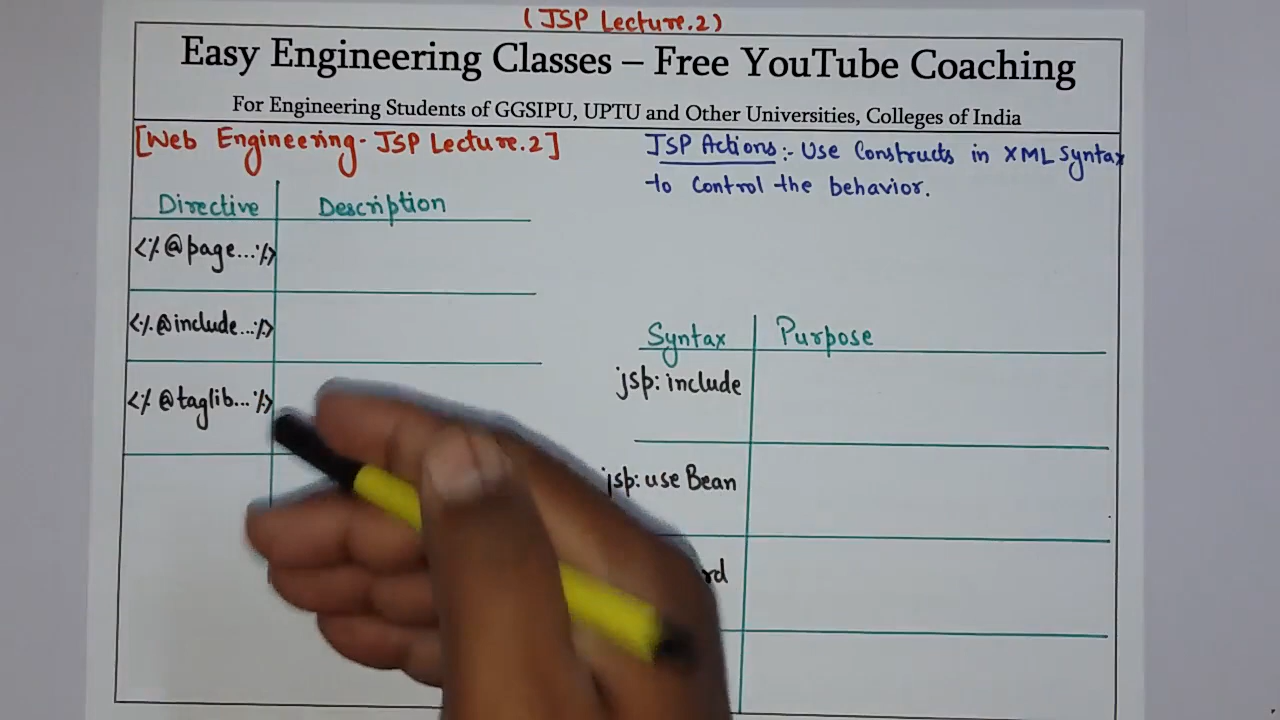 (JSP Lecture.2)
Easy Engineering Classes – Free YouTube Coaching
For Engineering Students of GGSIPU, UPTU and Other Universities, Colleges of India
[Web Engineering- JSP Lecture.2]
Directive Description
<%@page...%>
<%@include...%>
<%@taglib...%>
JSP Actions:- Use Constructs in XML Syntax
to control the behavior.
Syntax Purpose
jsp: include
jsp: use Bean